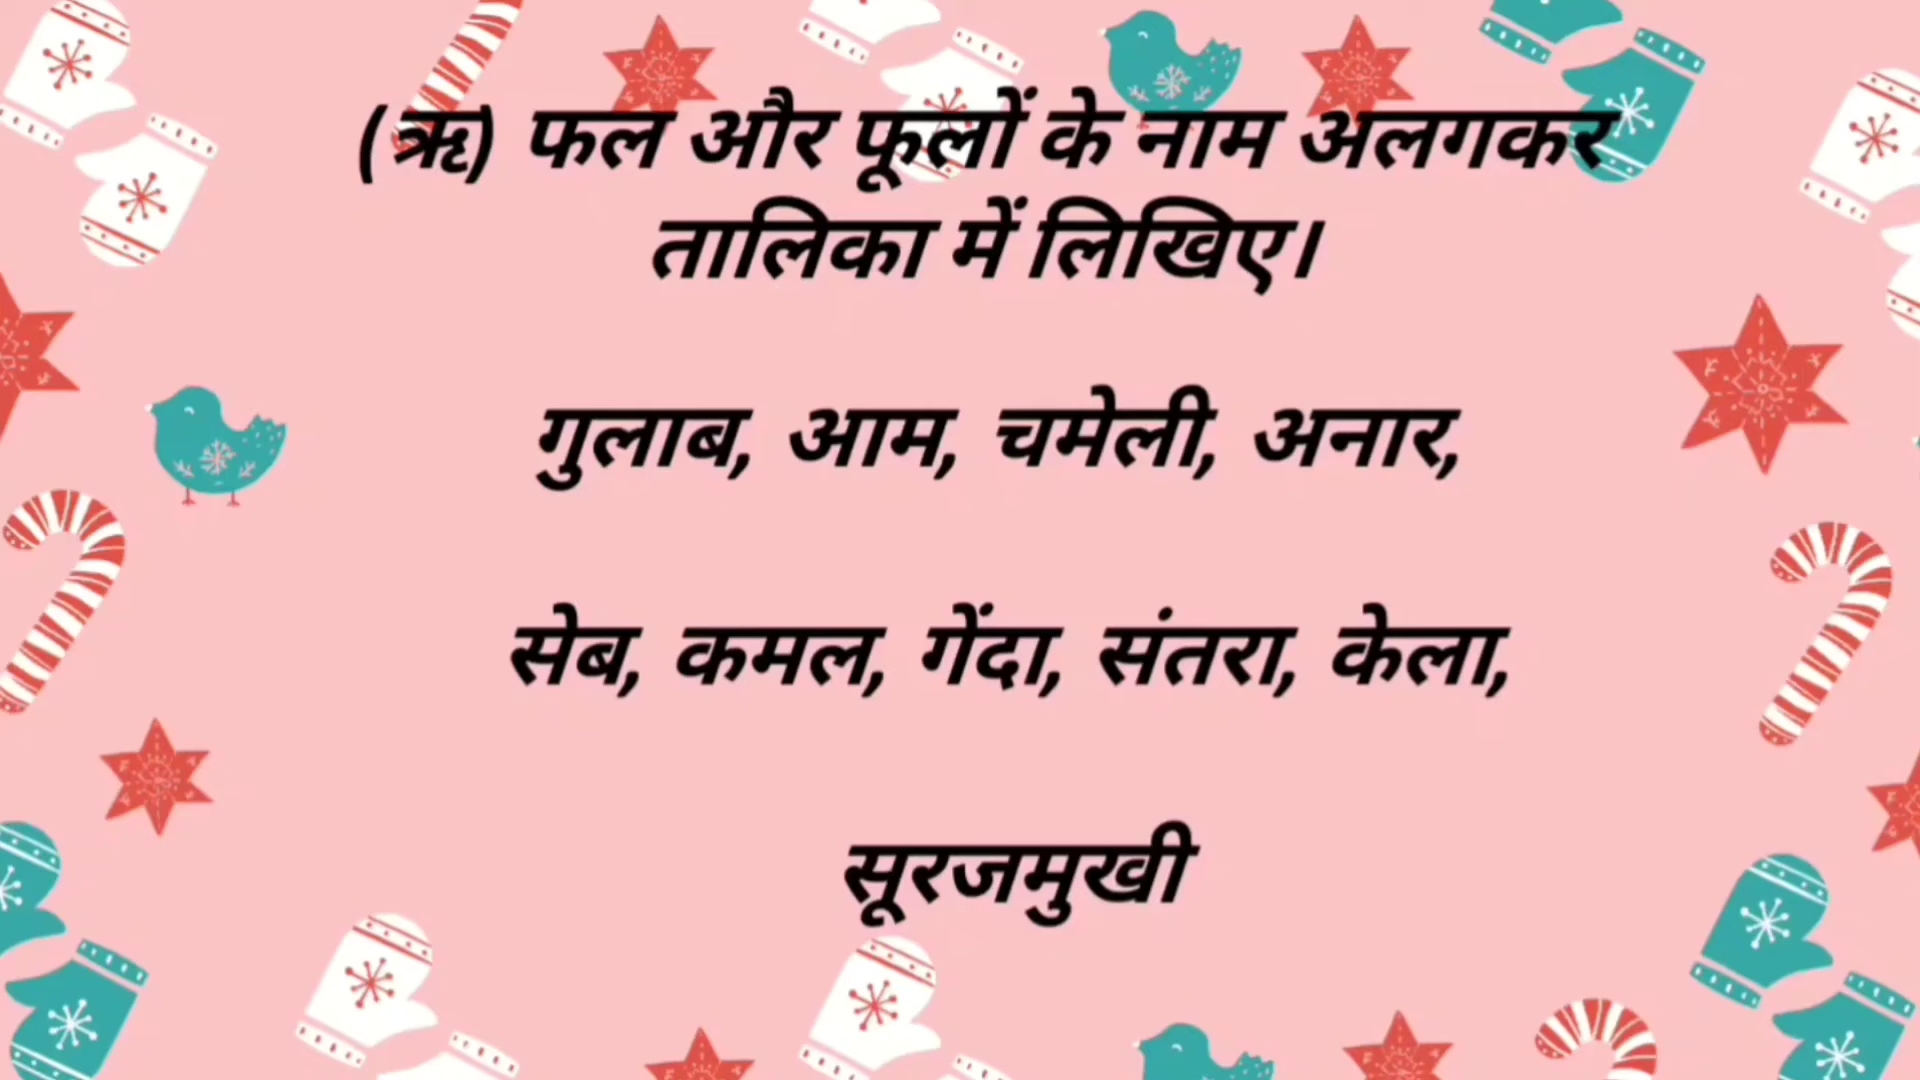 (ऋ) फल और फूलों के नाम अलगकर
तालिका में लिखिए।
गुलाब, आम, चमेली, अनार,
सेब, कमल, गेंदा, संतरा, केला,
सूरजमुखी